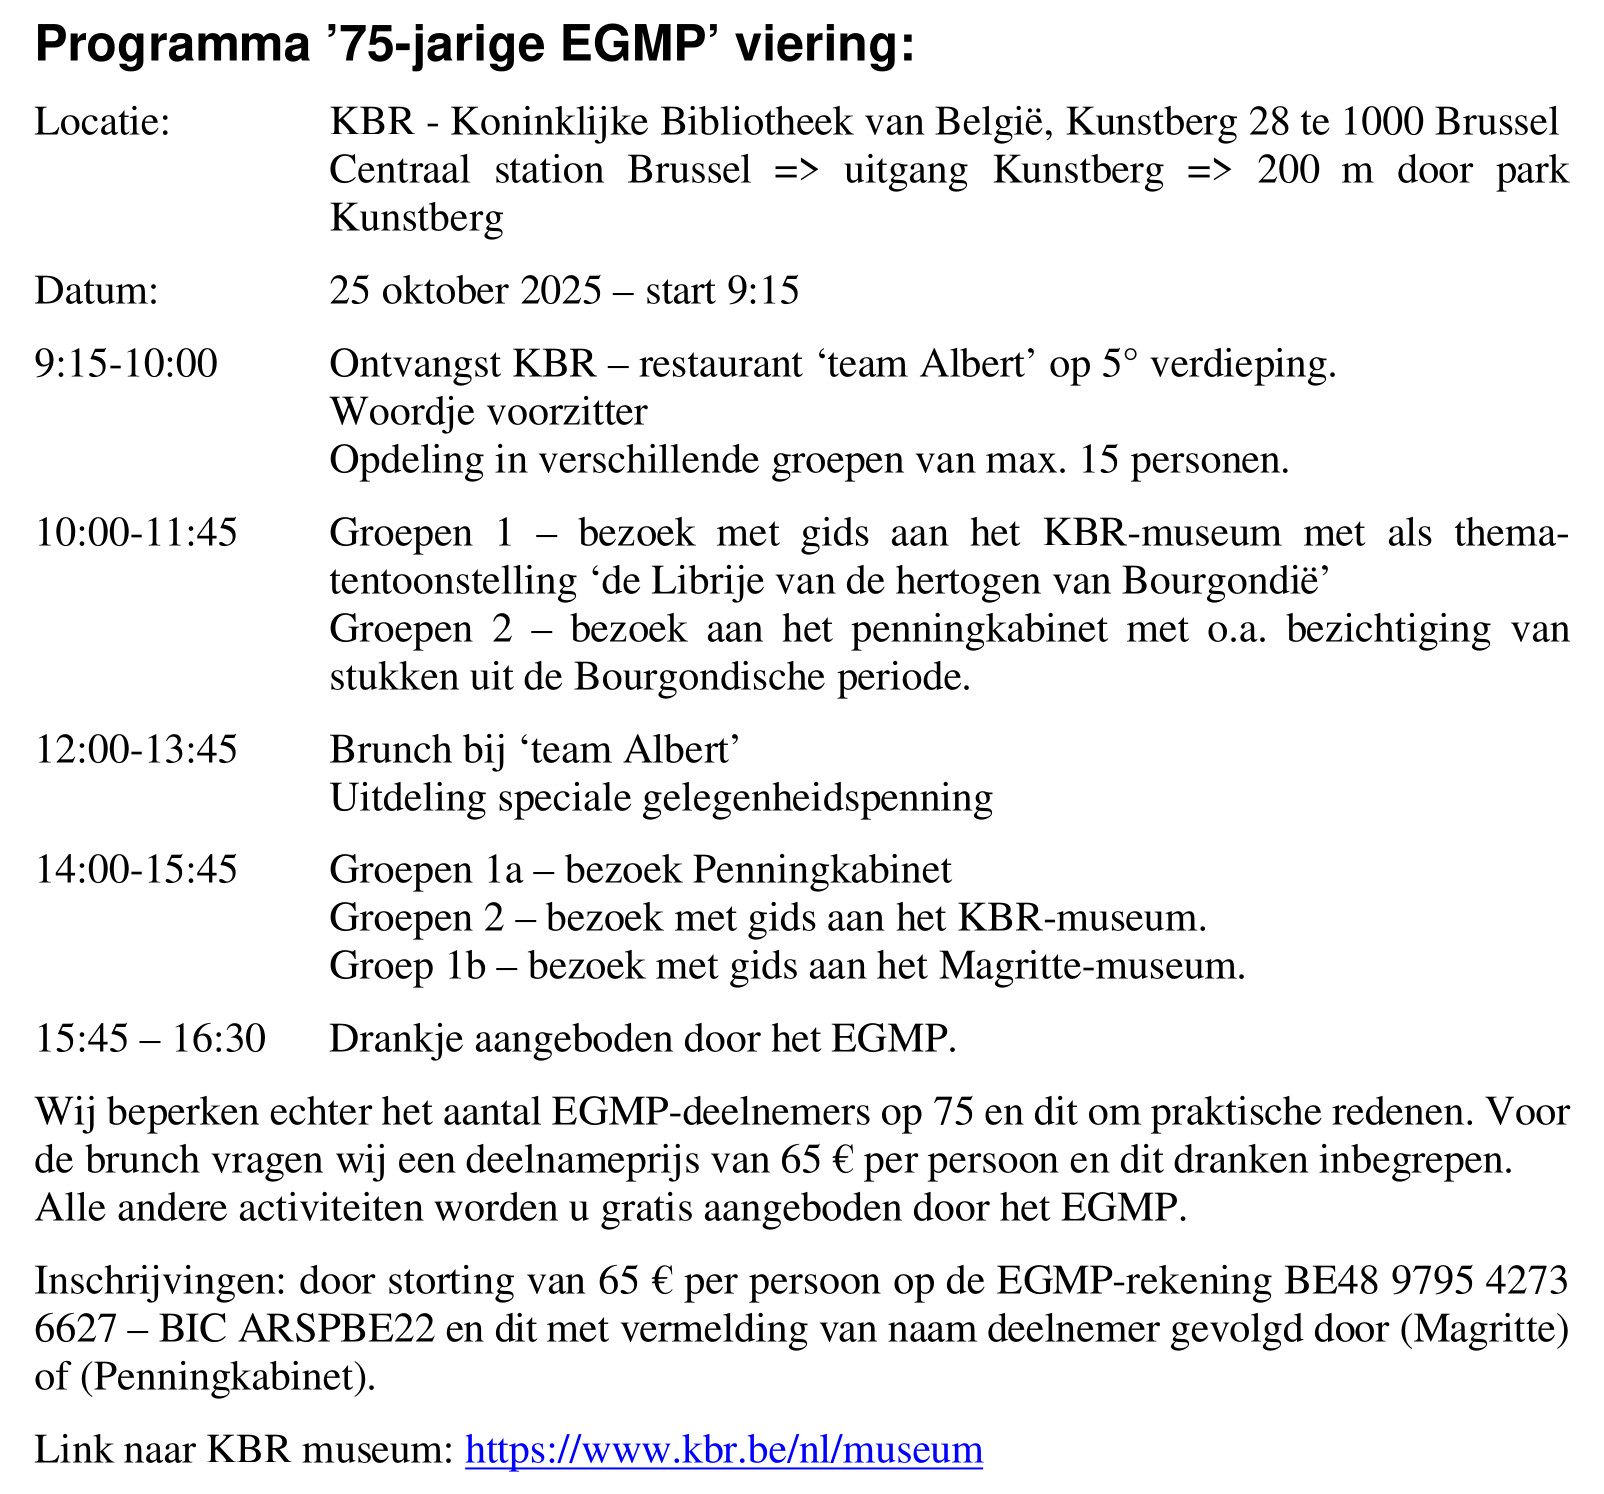 Programma ’75-jarige EGMP’ viering:
Locatie: KBR - Koninklijke Bibliotheek van België, Kunstberg 28 te 1000 Brussel
Centraal station Brussel => uitgang Kunstberg => 200 m door park
Kunstberg
Datum: 25 oktober 2025 – start 9:15
9:15-10:00 Ontvangst KBR – restaurant ‘team Albert’ op 5° verdieping.
Woordje voorzitter
Opdeling in verschillende groepen van max. 15 personen.
10:00-11:45 Groepen 1 – bezoek met gids aan het KBR-museum met als thema-
tentoonstelling ‘de Librije van de hertogen van Bourgondië’
Groepen 2 – bezoek aan het penningkabinet met o.a. bezichtiging van
stukken uit de Bourgondische periode.
12:00-13:45 Brunch bij ‘team Albert’
Uitdeling speciale gelegenheidspenning
14:00-15:45 Groepen 1a – bezoek Penningkabinet
Groepen 2 – bezoek met gids aan het KBR-museum.
Groep 1b – bezoek met gids aan het Magritte-museum.
15:45 – 16:30 Drankje aangeboden door het EGMP.
Wij beperken echter het aantal EGMP-deelnemers op 75 en dit om praktische redenen. Voor
de brunch vragen wij een deelnameprijs van 65 € per persoon en dit dranken inbegrepen.
Alle andere activiteiten worden u gratis aangeboden door het EGMP.
Inschrijvingen: door storting van 65 € per persoon op de EGMP-rekening BE48 9795 4273
6627 – BIC ARSPBE22 en dit met vermelding van naam deelnemer gevolgd door (Magritte)
of (Penningkabinet).
Link naar KBR museum: https://www.kbr.be/nl/museum